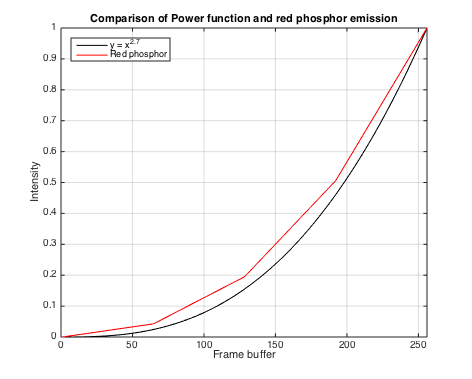 Comparison of Power function and red phosphor emission
y = x^2.7
Red phosphor
1
0.9
0.8
0.7
0.6
0.5
0.4
0.3
0.2
0.1
0
Intensity
0 50 100 150 200 250
Frame buffer